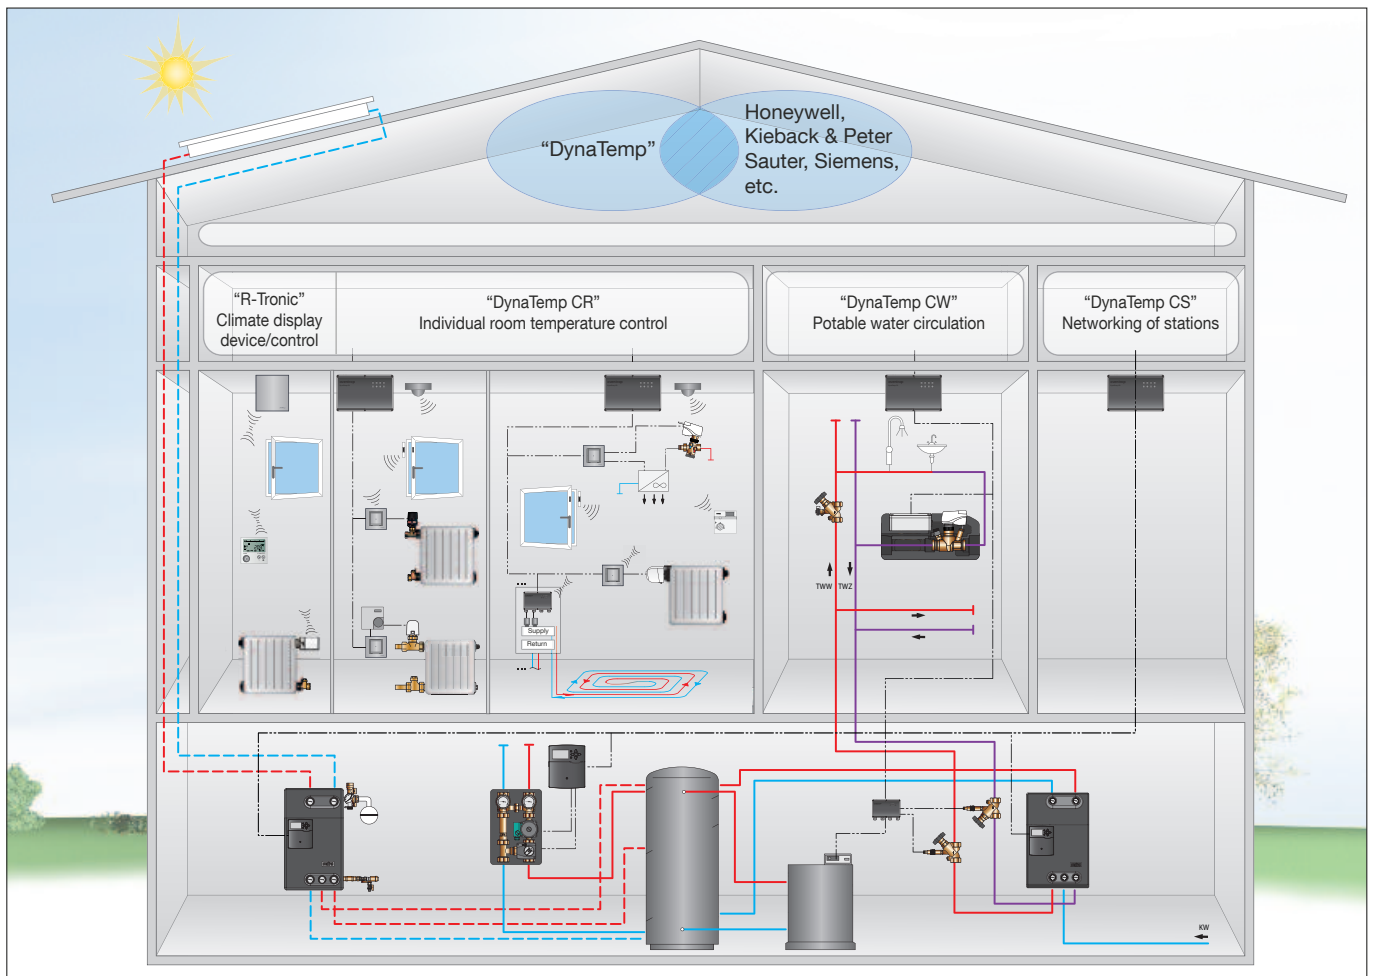 “DynaTemp”
Honeywell,
Kieback & Peter
Sauter, Siemens,
etc.
“R-Tronic”
Climate display
device/control
“DynaTemp CR”
Individual room temperature control
“DynaTemp CW”
Potable water circulation
“DynaTemp CS”
Networking of stations
TWW
TWZ
Supply
Return
KW